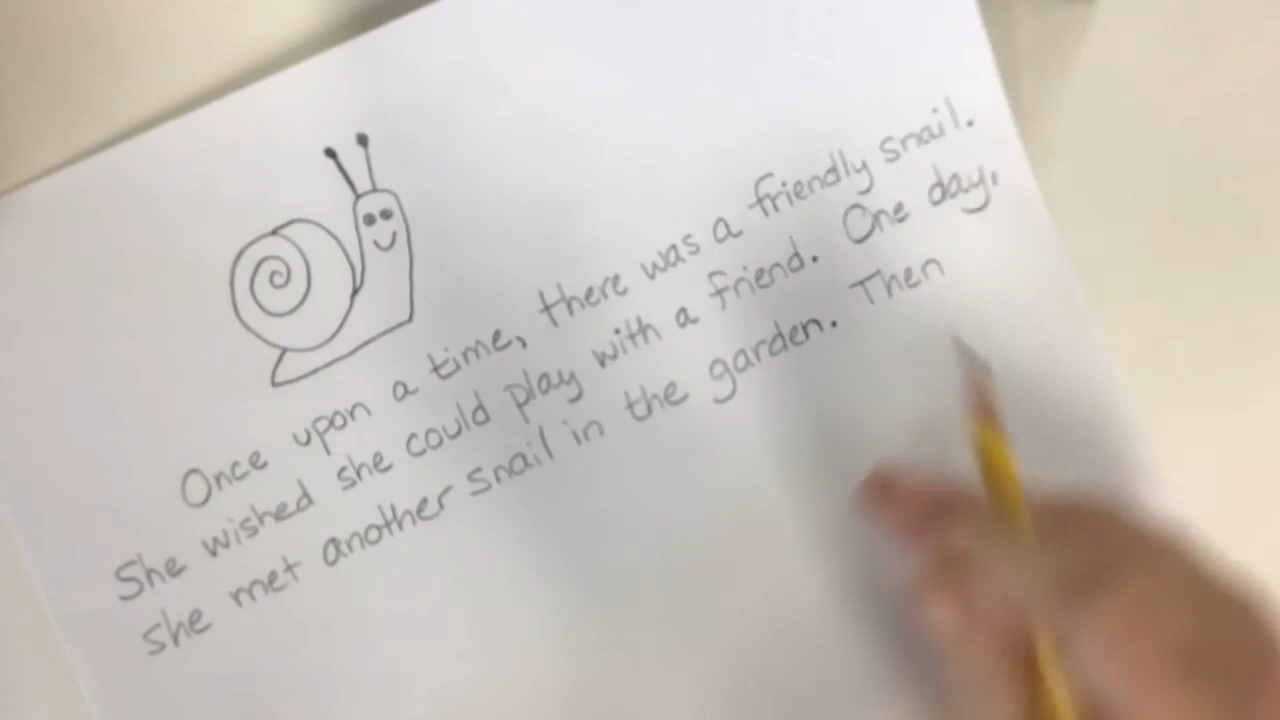 Once upon a time, there was a friendly snail.
She wished she could play with a friend. One day,
she met another snail in the garden. Then